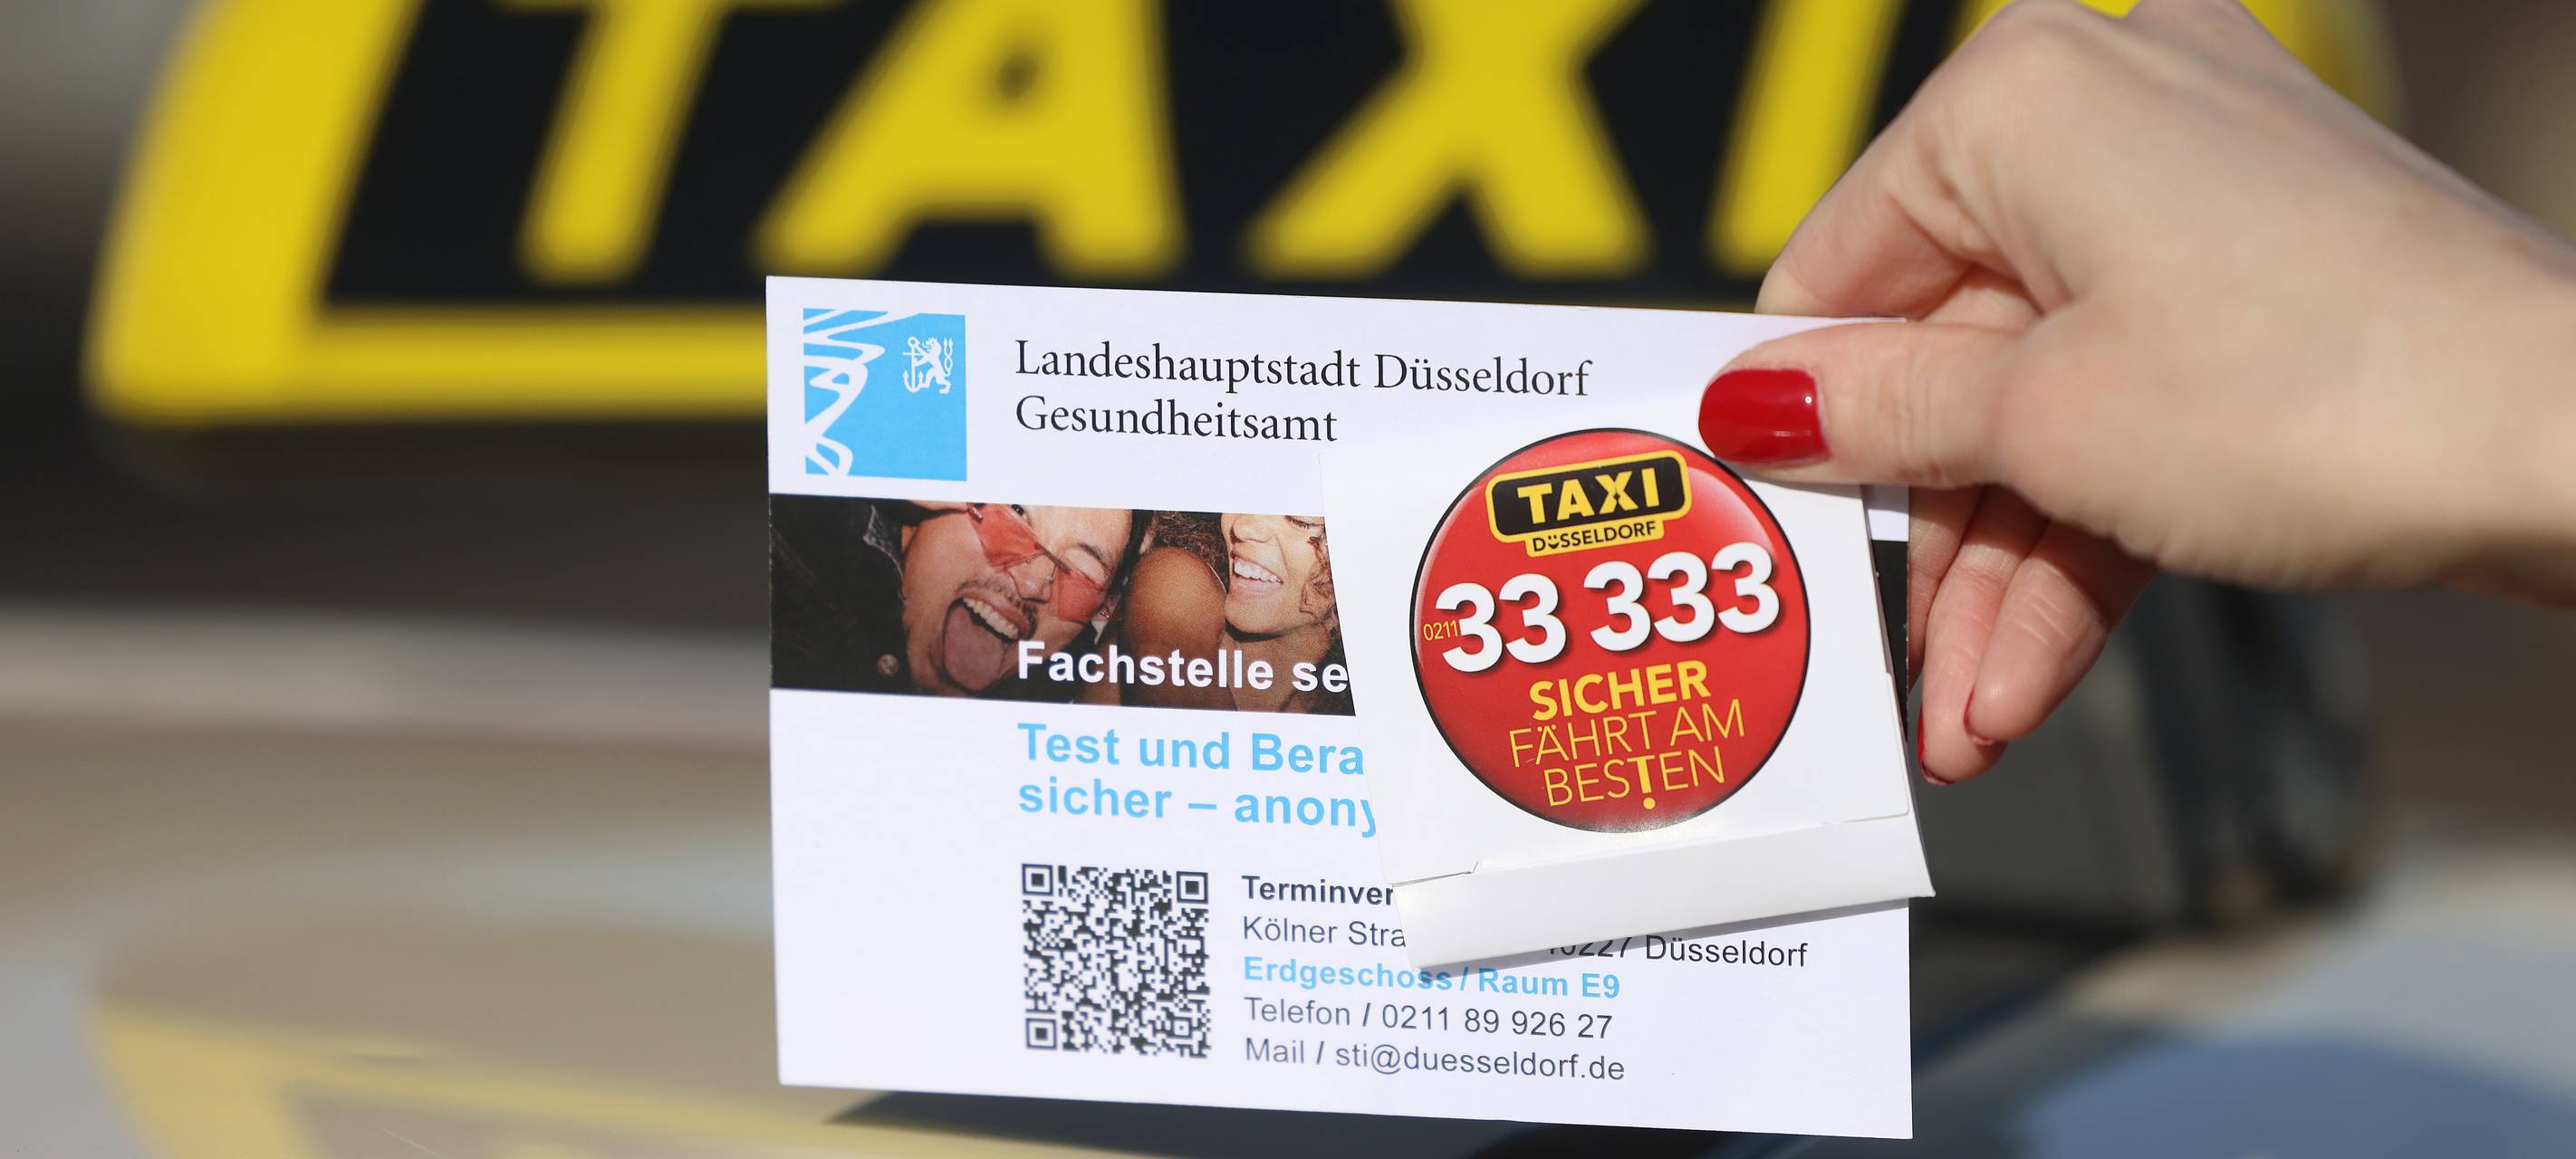 TAXI
Landeshauptstadt Düsseldorf
Gesundheitsamt
Fachstelle se
Test und Bera
sicher – anony
Terminver
Kölner Stra
Düsseldorf
Erdgeschoss / Raum E9
Telefon / 0211 89 926 27
Mail / sti@duesseldorf.de
TAXI
DÜSSELDORF
0211 33 333
SICHER
FÄHRT AM
BESTEN